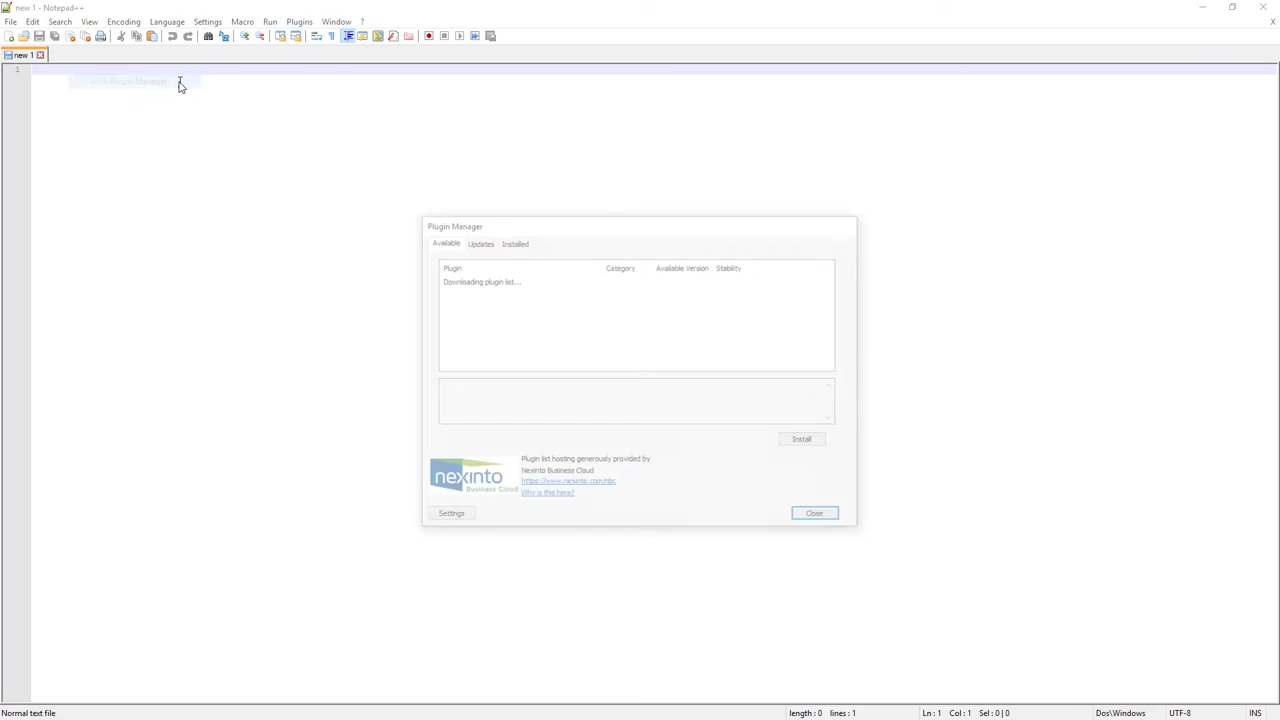 new 1 - Notepad++
File Edit Search View Encoding Language Settings Macro Run Plugins Window ?
X
new 1
1
Show Plugin Manager
Plugin Manager
Available Updates Installed
Plugin Category Available Version Stability
Downloading plugin list...
Install
nexinto
Business Cloud
Plugin list hosting generously provided by
Nexinto Business Cloud
https://www.nexinto.com/nbc
Why is this here?
Settings Close
Normal text file length : 0 lines : 1 Ln : 1 Col : 1 Sel : 0 | 0 Dos\Windows UTF-8 INS